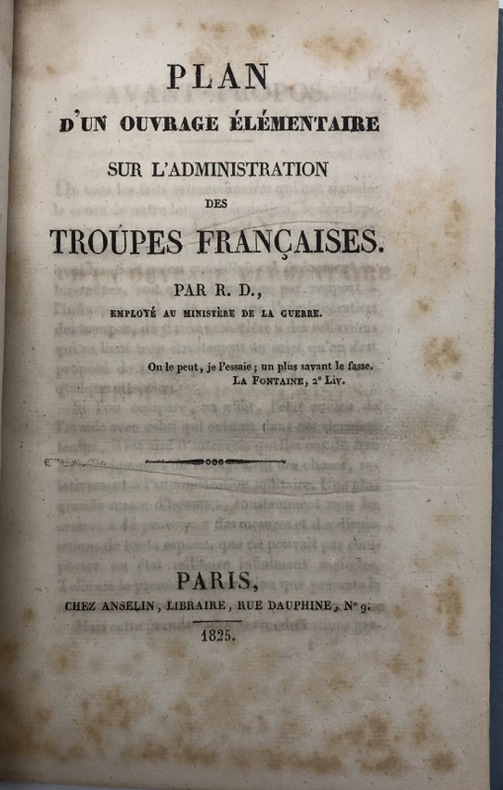 PLAN
D'UN OUVRAGE ÉLÉMENTAIRE
SUR L'ADMINISTRATION
DES
TROUPES FRANÇAISES.
PAR R. D.,
EMPLOYÉ AU MINISTÈRE DE LA GUERRE.
On le peut, je l'essaie ; un plus savant le fasse.
LA FONTAINE, 2e Liv.
PARIS,
CHEZ ANSELIN, LIBRAIRE, RUE DAUPHINE, No 9.
1825.